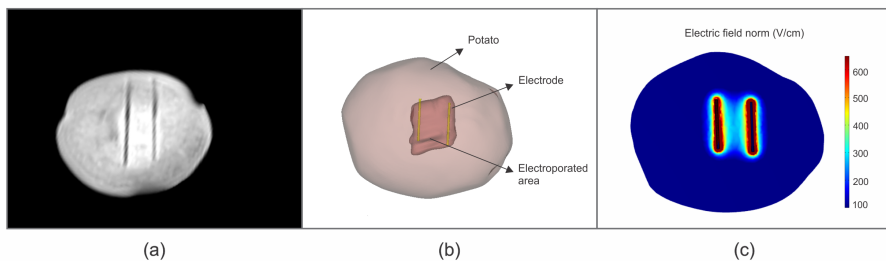 Potato
Electrode
Electroporated
area
Electric field norm (V/cm)
600
500
400
300
200
100
(a)
(b)
(c)